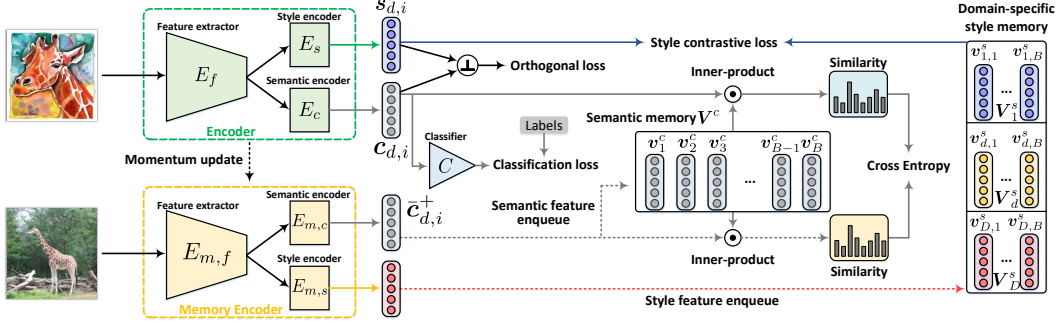 Feature extractor
Style encoder
E_s
Semantic encoder
E_f
E_c
Encoder
s_{d,i}
c_{d,i}
Orthogonal loss
Style contrastive loss
Inner-product
Similarity
Domain-specific
style memory
v^s_{1,1} v^s_{1,B}
...
V^s_1
v^s_{d,1} v^s_{d,B}
...
V^s_d
v^s_{D,1} v^s_{D,B}
...
V^s_D
Momentum update
Classifier
C
Labels
Classification loss
Semantic memory V^c
v^c_1 v^c_2 v^c_3 ... v^c_{B-1} v^c_B
Cross Entropy
Semantic feature
enqueue
Feature extractor
Semantic encoder
E_{m,c}
E_{m,f}
Style encoder
E_{m,s}
Memory Encoder
c̄^+_{d,i}
Inner-product
Similarity
Style feature enqueue